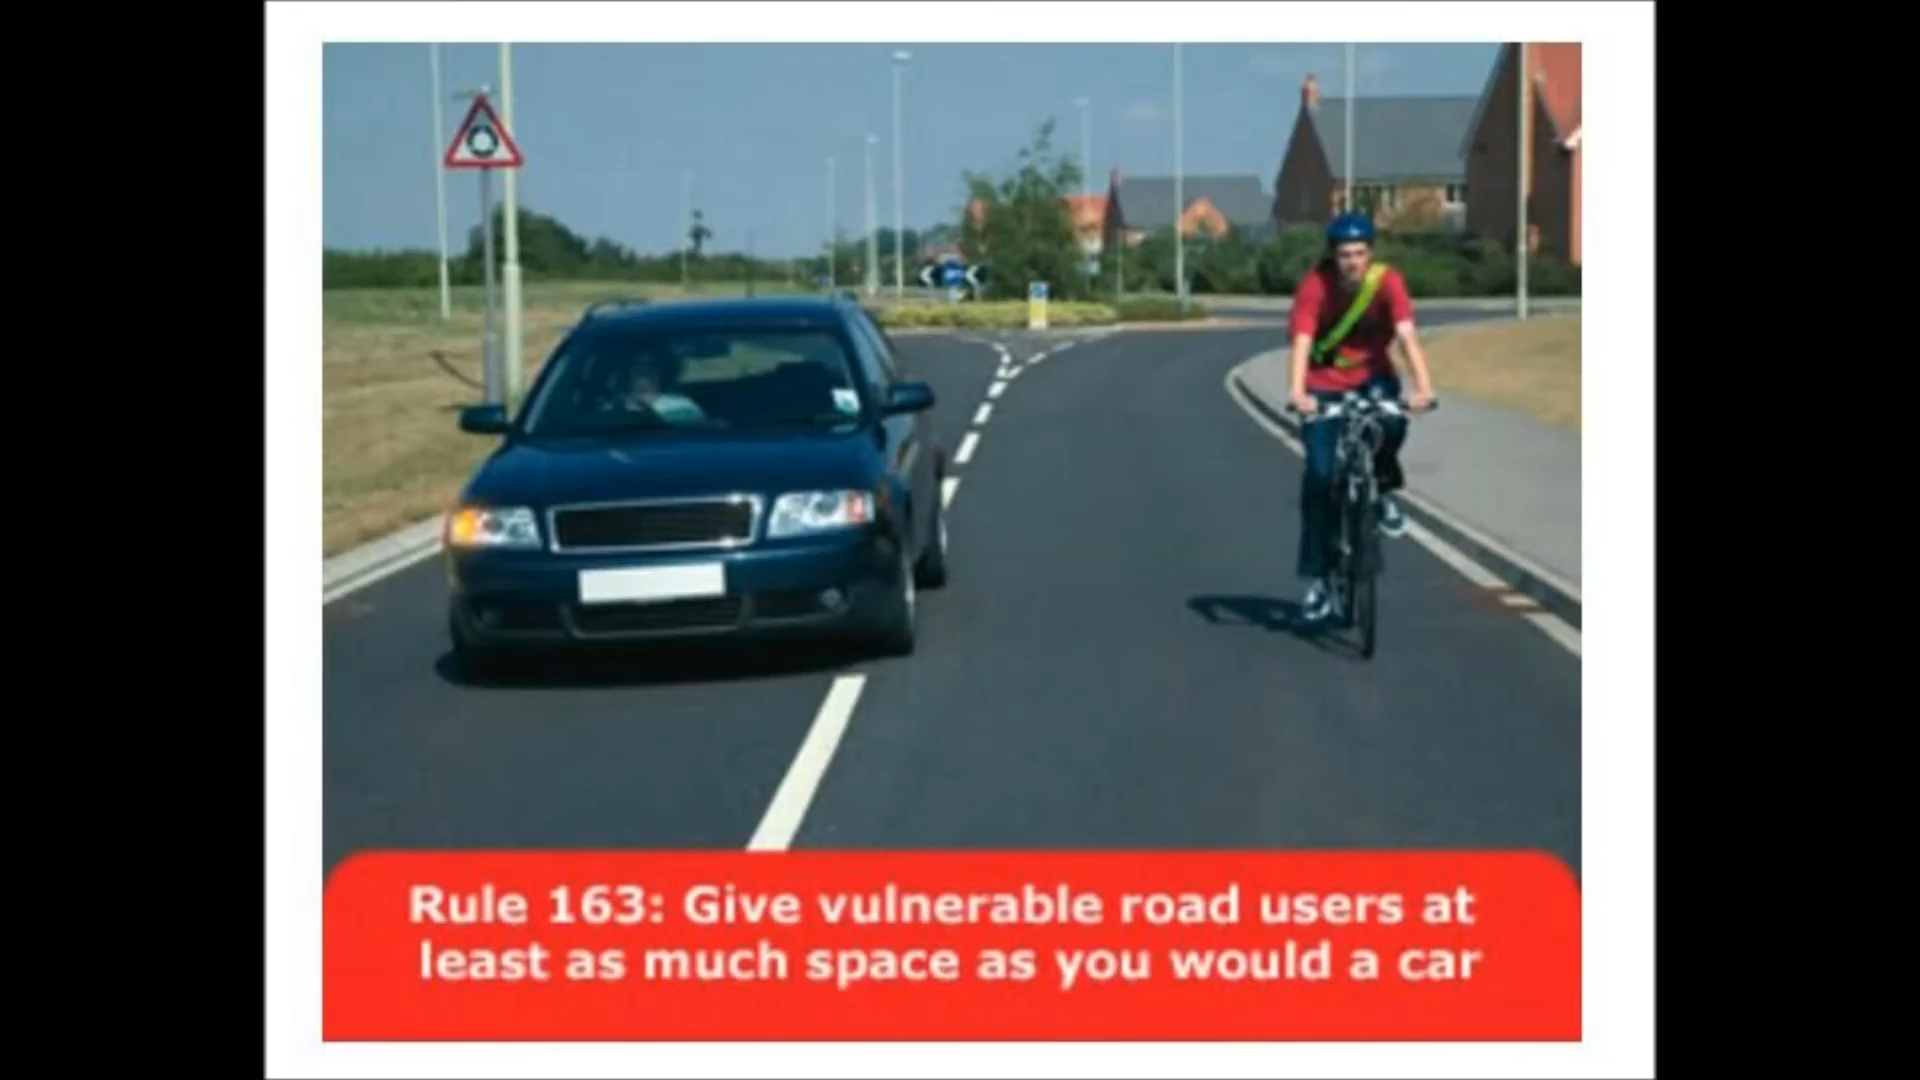 Rule 163: Give vulnerable road users at
least as much space as you would a car